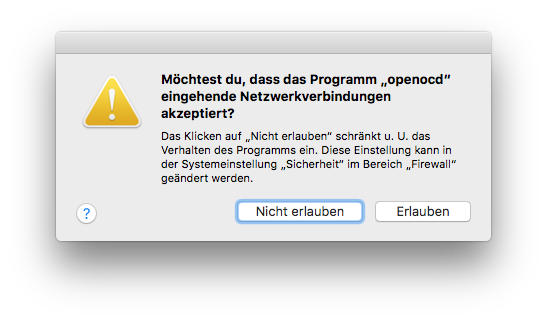 Möchtest du, dass das Programm „openocd“
eingehende Netzwerkverbindungen
akzeptiert?
Das Klicken auf „Nicht erlauben“ schränkt u. U. das
Verhalten des Programms ein. Diese Einstellung kann in
der Systemeinstellung „Sicherheit“ im Bereich „Firewall“
geändert werden.
?
Nicht erlauben
Erlauben